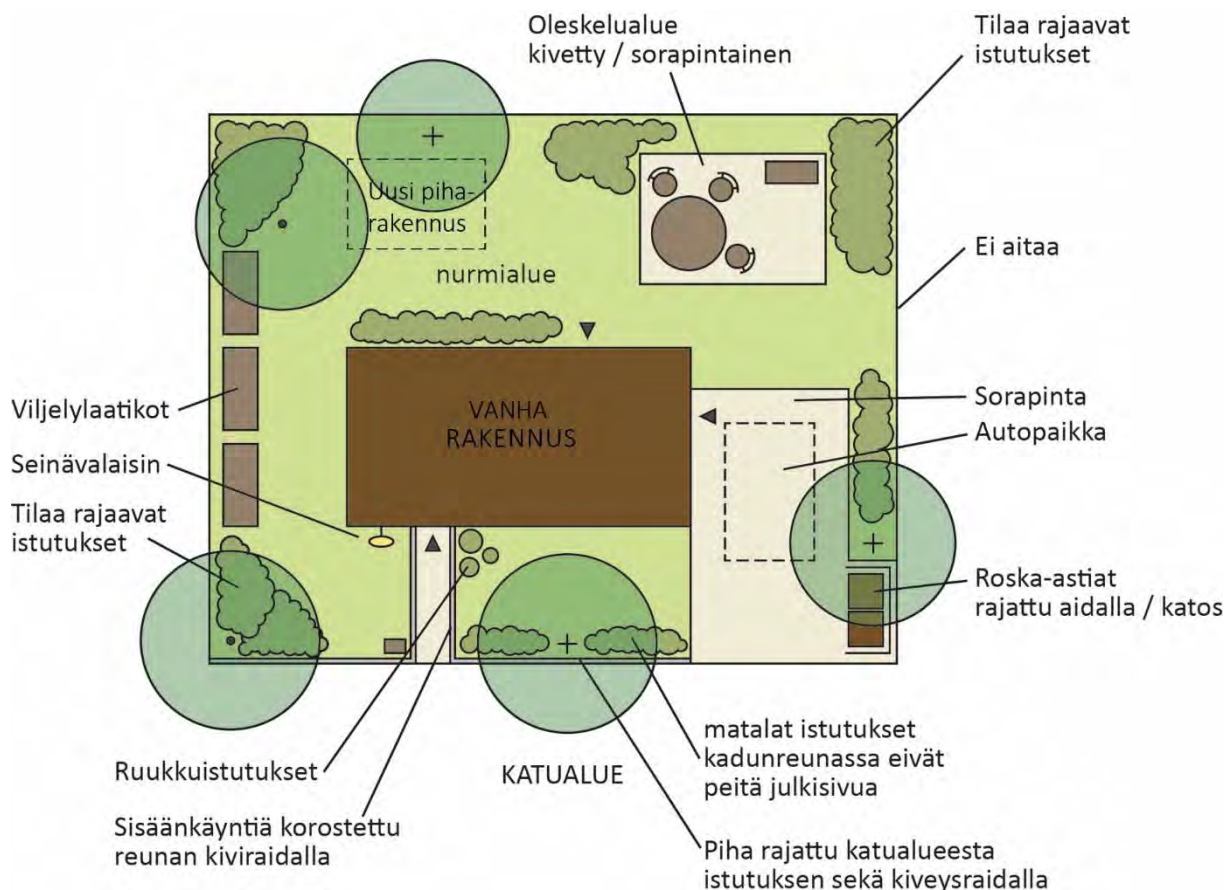 Oleskelualue
kivetty / sorapintainen
Tilaa rajaavat
istutukset
Uusi piha-
rakennus
nurmialue
Ei aitaa
Viljelylaatikot
VANHA
RAKENNUS
Sorapinta
Autopaikka
Seinävalaisin
Tilaa rajaavat
istutukset
Roska-astiat
rajattu aidalla / katos
Ruukkuistutukset
KATUALUE
matalat istutukset
kadunreunassa eivät
peitä julkisivua
Sisäänkäyntiä korostettu
reunan kiviraidalla
Piha rajattu katualueesta
istutuksen sekä kiveysraidalla